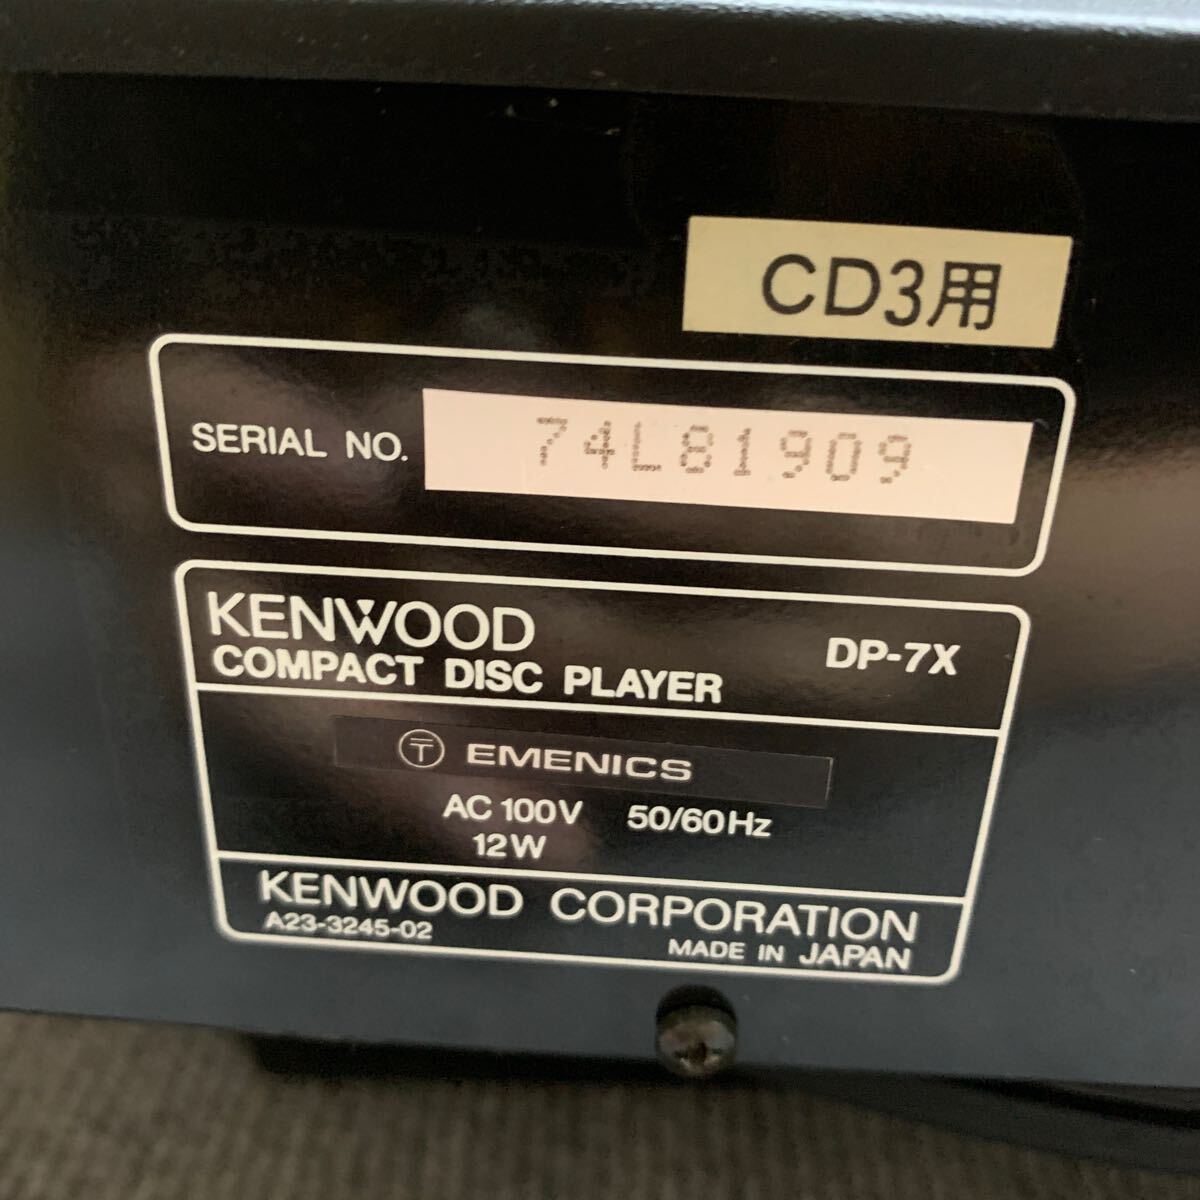 CD3用
SERIAL NO. 74L81909
KENWOOD DP-7X
COMPACT DISC PLAYER
T EMENICS
AC 100V 50/60Hz
12W
KENWOOD CORPORATION
A23-3245-02 MADE IN JAPAN